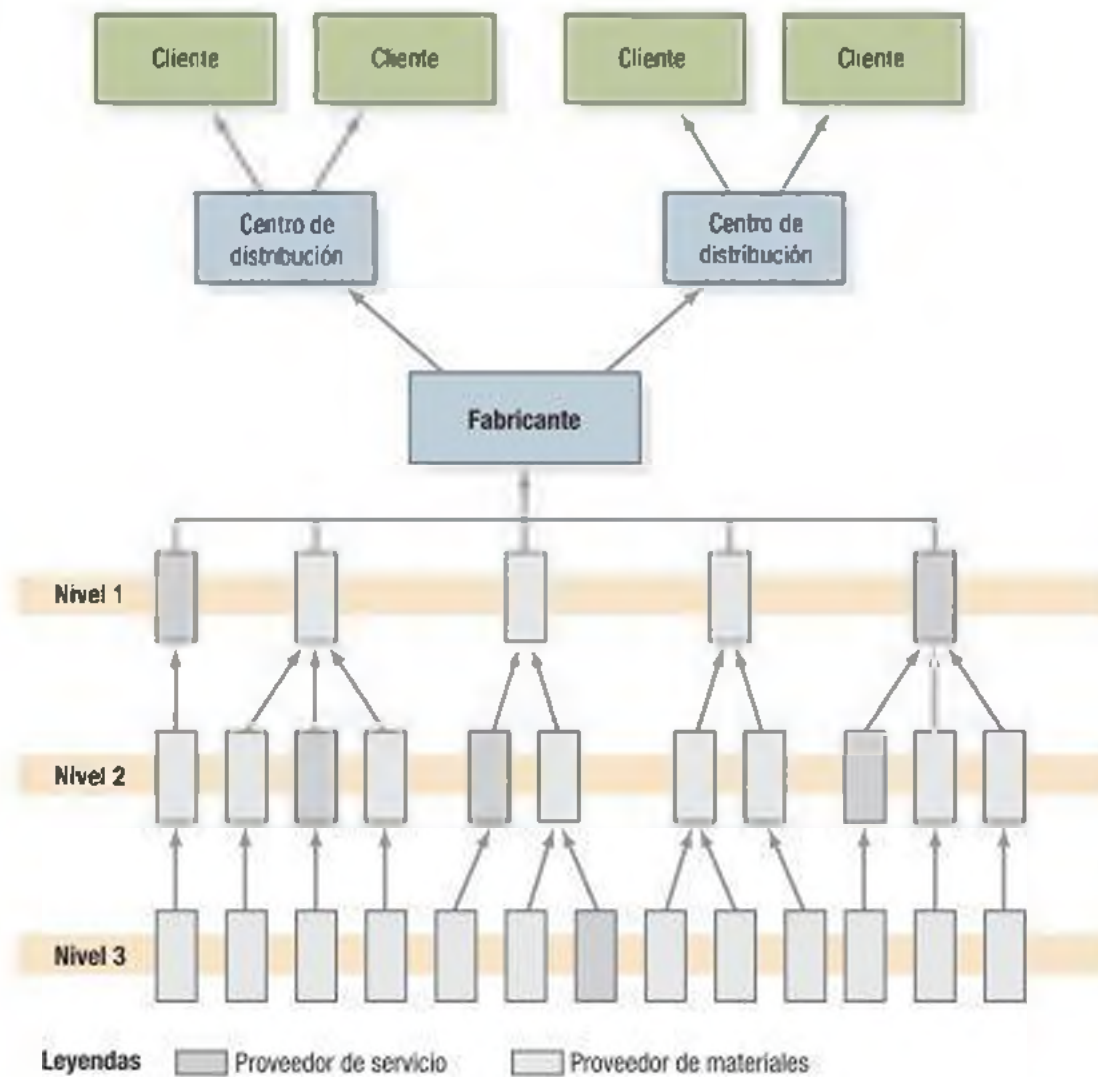 Cliente
Cliente
Cliente
Cliente
Centro de
distribución
Centro de
distribución
Fabricante
Nivel 1
Nivel 2
Nivel 3
Leyendas
Proveedor de servicio
Proveedor de materiales